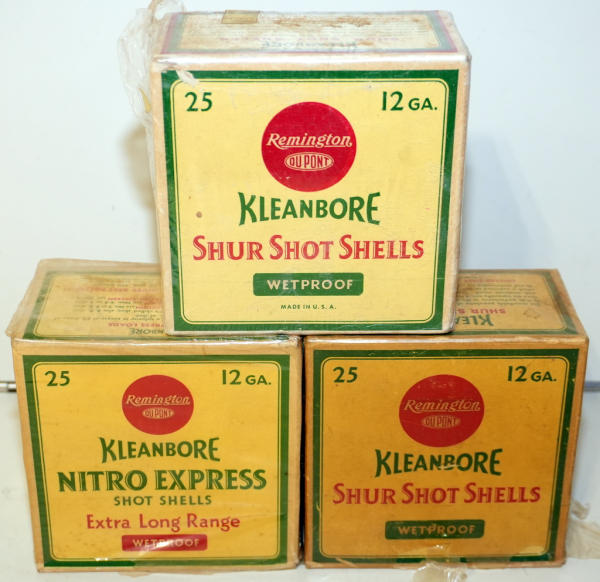 KLEANBORE
25 12 GA.
Remington
DU PONT
KLEANBORE
SHUR SHOT SHELLS
WETPROOF
MADE IN U. S. A.
25 12 GA.
Remington
DU PONT
KLEANBORE
NITRO EXPRESS
SHOT SHELLS
Extra Long Range
WETPROOF
SHUR S
25 12 GA.
Remington
DU PONT
KLEANBORE
SHUR SHOT SHELLS
WETPROOF